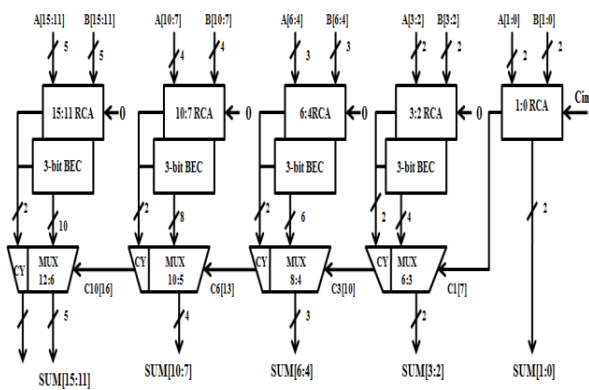 A[15:11] B[15:11] A[10:7] B[10:7] A[6:4] B[6:4] A[3:2] B[3:2] A[1:0] B[1:0]
5 5 4 4 3 3 2 2 2 2
15:11 RCA 0 10:7 RCA 0 6:4RCA 0 3:2 RCA 0 1:0 RCA Cin
3-bit BEC 3-bit BEC 3-bit BEC 3-bit BEC
2 10 2 8 2 6 2 4 2
CY MUX 12:6 CY MUX 10:5 CY MUX 8:4 CY MUX 6:3
C10[16] C6[13] C3[10] C1[7]
5 4 3 2
SUM[15:11] SUM[10:7] SUM[6:4] SUM[3:2] SUM[1:0]